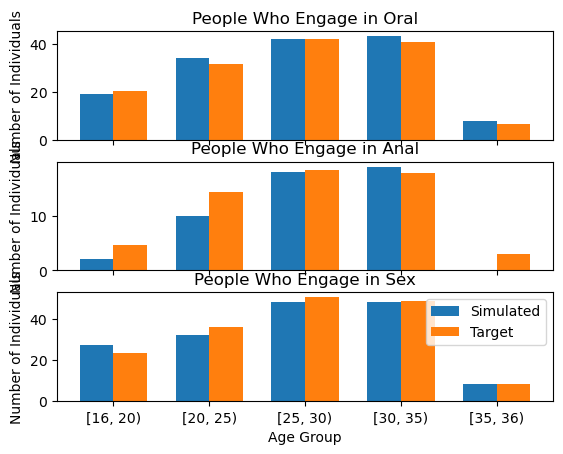 People Who Engage in Oral
Number of Individuals
40
20
0
People Who Engage in Anal
Number of Individuals
10
0
People Who Engage in Sex
Number of Individuals
40
20
0
Simulated
Target
[16, 20)
[20, 25)
[25, 30)
[30, 35)
[35, 36)
Age Group